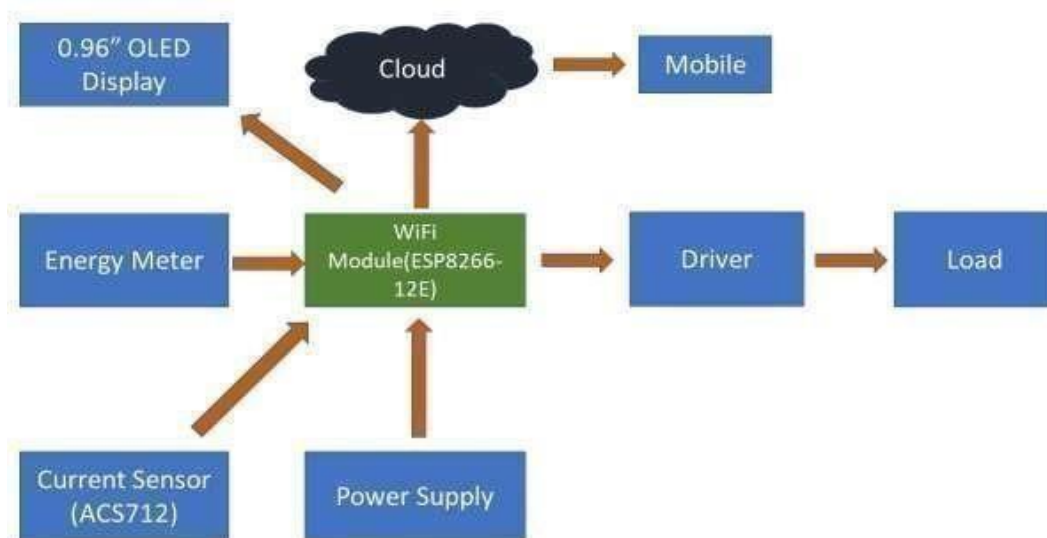 0.96” OLED
Display
Cloud
Mobile
Energy Meter
WiFi
Module(ESP8266-
12E)
Driver
Load
Current Sensor
(ACS712)
Power Supply